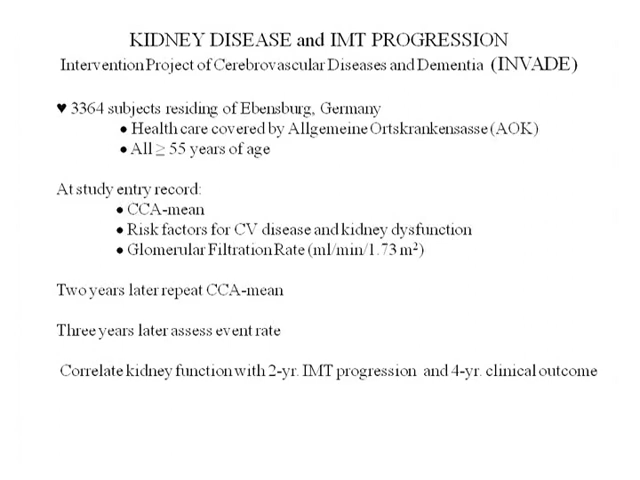 KIDNEY DISEASE and IMT PROGRESSION
Intervention Project of Cerebrovascular Diseases and Dementia (INVADE)
♥ 3364 subjects residing of Ebensburg, Germany
• Health care covered by Allgemeine Ortskrankensasse (AOK)
• All ≥ 55 years of age
At study entry record:
• CCA-mean
• Risk factors for CV disease and kidney dysfunction
• Glomerular Filtration Rate (ml/min/1.73 m²)
Two years later repeat CCA-mean
Three years later assess event rate
Correlate kidney function with 2-yr. IMT progression and 4-yr. clinical outcome